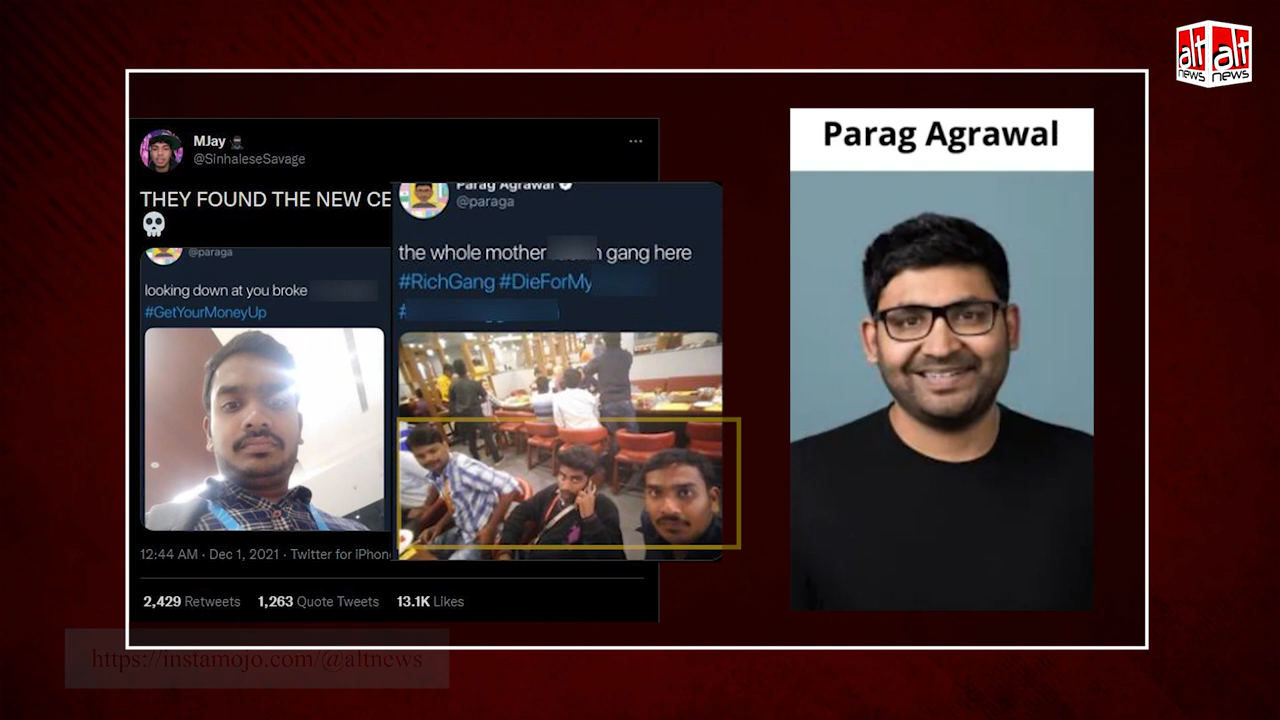 alt alt
news news
MJay
@SinhaleseSavage
THEY FOUND THE NEW CE
@paraga
looking down at you broke
#GetYourMoneyUp
12:44 AM · Dec 1, 2021 · Twitter for iPhon
2,429 Retweets 1,263 Quote Tweets 13.1K Likes
Parag Agrawal
@paraga
the whole mother n gang here
#RichGang #DieForMy
#
Parag Agrawal
https://instamojo.com/@altnews